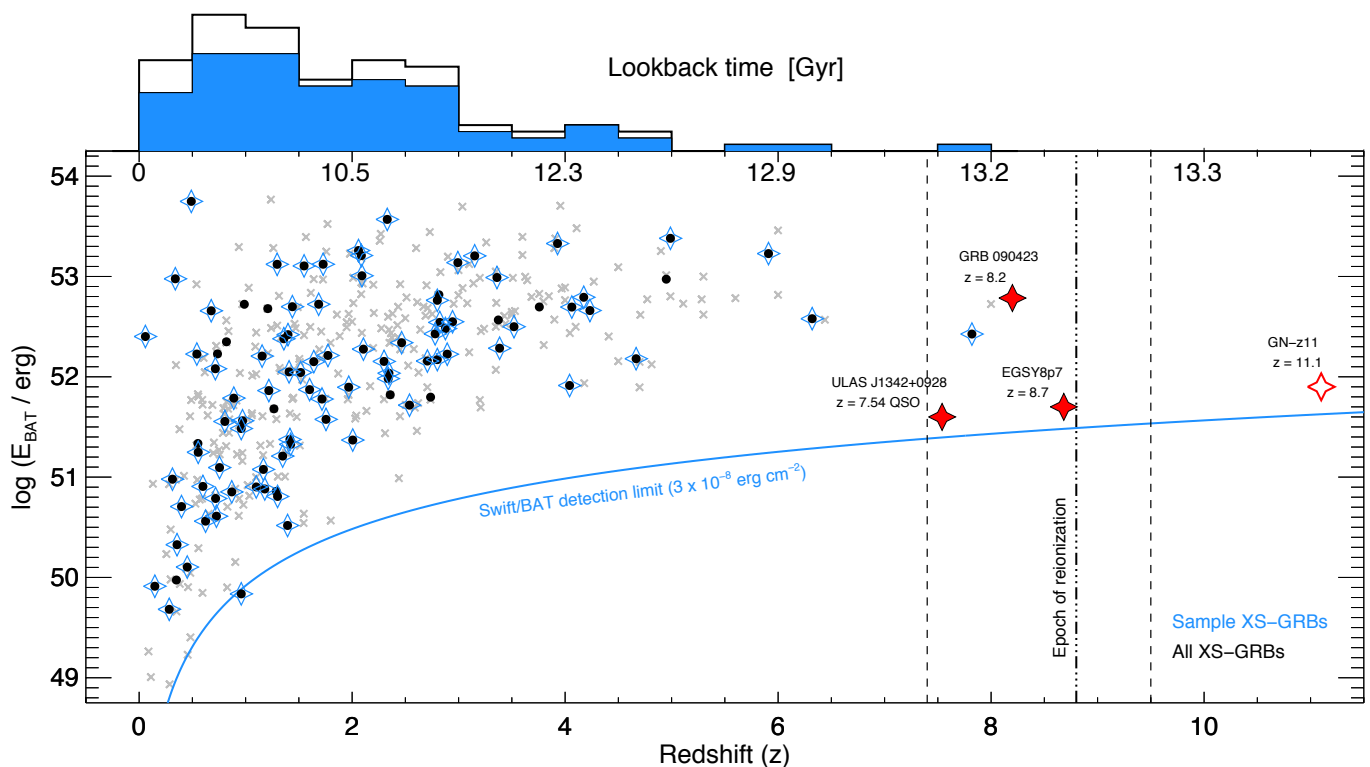 Lookback time [Gyr]
0 10.5 12.3 12.9 13.2 13.3
54
53
52
51
50
49
log (E_BAT / erg)
GRB 090423
z = 8.2
GN–z11
z = 11.1
EGSY8p7
z = 8.7
ULAS J1342+0928
z = 7.54 QSO
Swift/BAT detection limit (3 x 10⁻⁸ erg cm⁻²)
Epoch of reionization
Sample XS–GRBs
All XS–GRBs
0 2 4 6 8 10
Redshift (z)